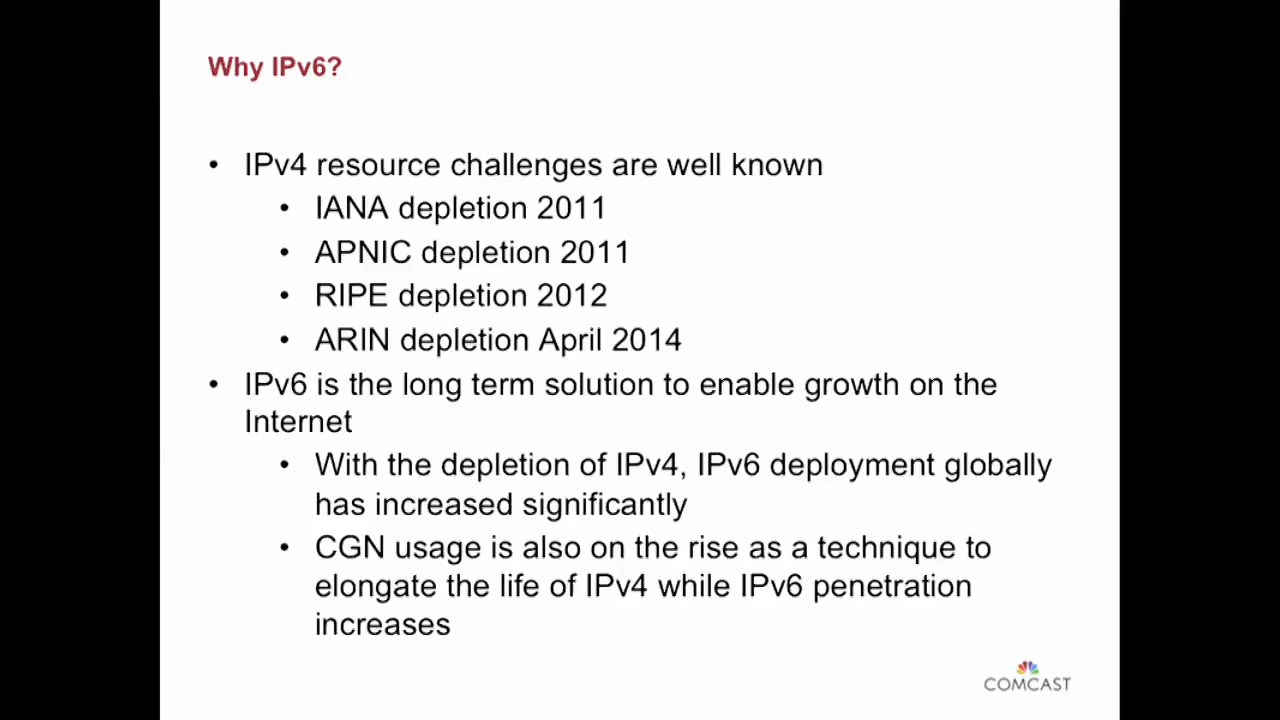 Why IPv6?
• IPv4 resource challenges are well known
• IANA depletion 2011
• APNIC depletion 2011
• RIPE depletion 2012
• ARIN depletion April 2014
• IPv6 is the long term solution to enable growth on the
Internet
• With the depletion of IPv4, IPv6 deployment globally
has increased significantly
• CGN usage is also on the rise as a technique to
elongate the life of IPv4 while IPv6 penetration
increases
COMCAST